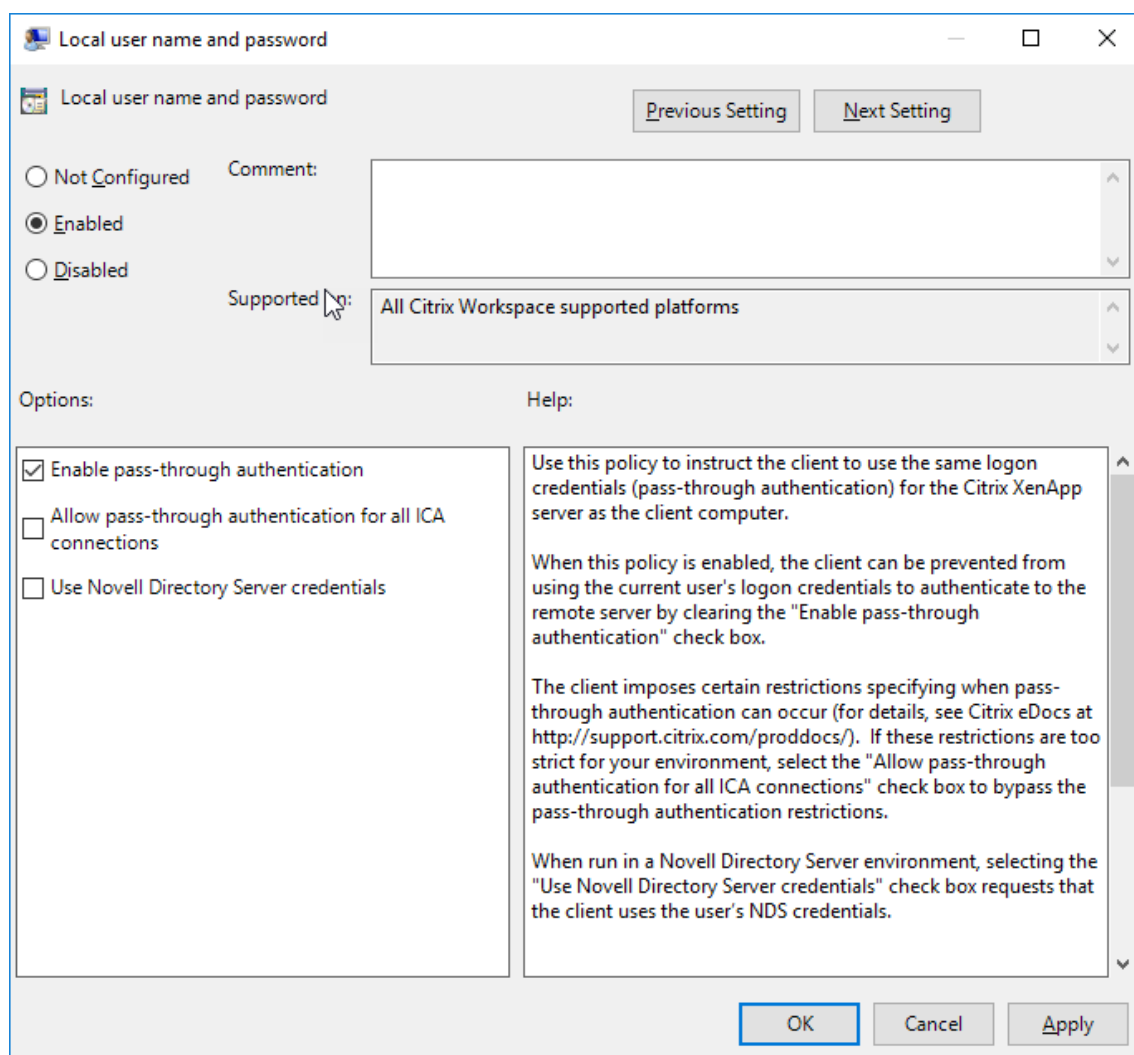 Local user name and password
Local user name and password
Previous Setting
Next Setting
Not Configured
Comment:
Enabled
Disabled
Supported
All Citrix Workspace supported platforms
Options:
Help:
Enable pass-through authentication
Allow pass-through authentication for all ICA
connections
Use Novell Directory Server credentials
Use this policy to instruct the client to use the same logon
credentials (pass-through authentication) for the Citrix XenApp
server as the client computer.
When this policy is enabled, the client can be prevented from
using the current user's logon credentials to authenticate to the
remote server by clearing the "Enable pass-through
authentication" check box.
The client imposes certain restrictions specifying when pass-
through authentication can occur (for details, see Citrix eDocs at
http://support.citrix.com/proddocs/).  If these restrictions are too
strict for your environment, select the "Allow pass-through
authentication for all ICA connections" check box to bypass the
pass-through authentication restrictions.
When run in a Novell Directory Server environment, selecting the
"Use Novell Directory Server credentials" check box requests that
the client uses the user's NDS credentials.
OK
Cancel
Apply